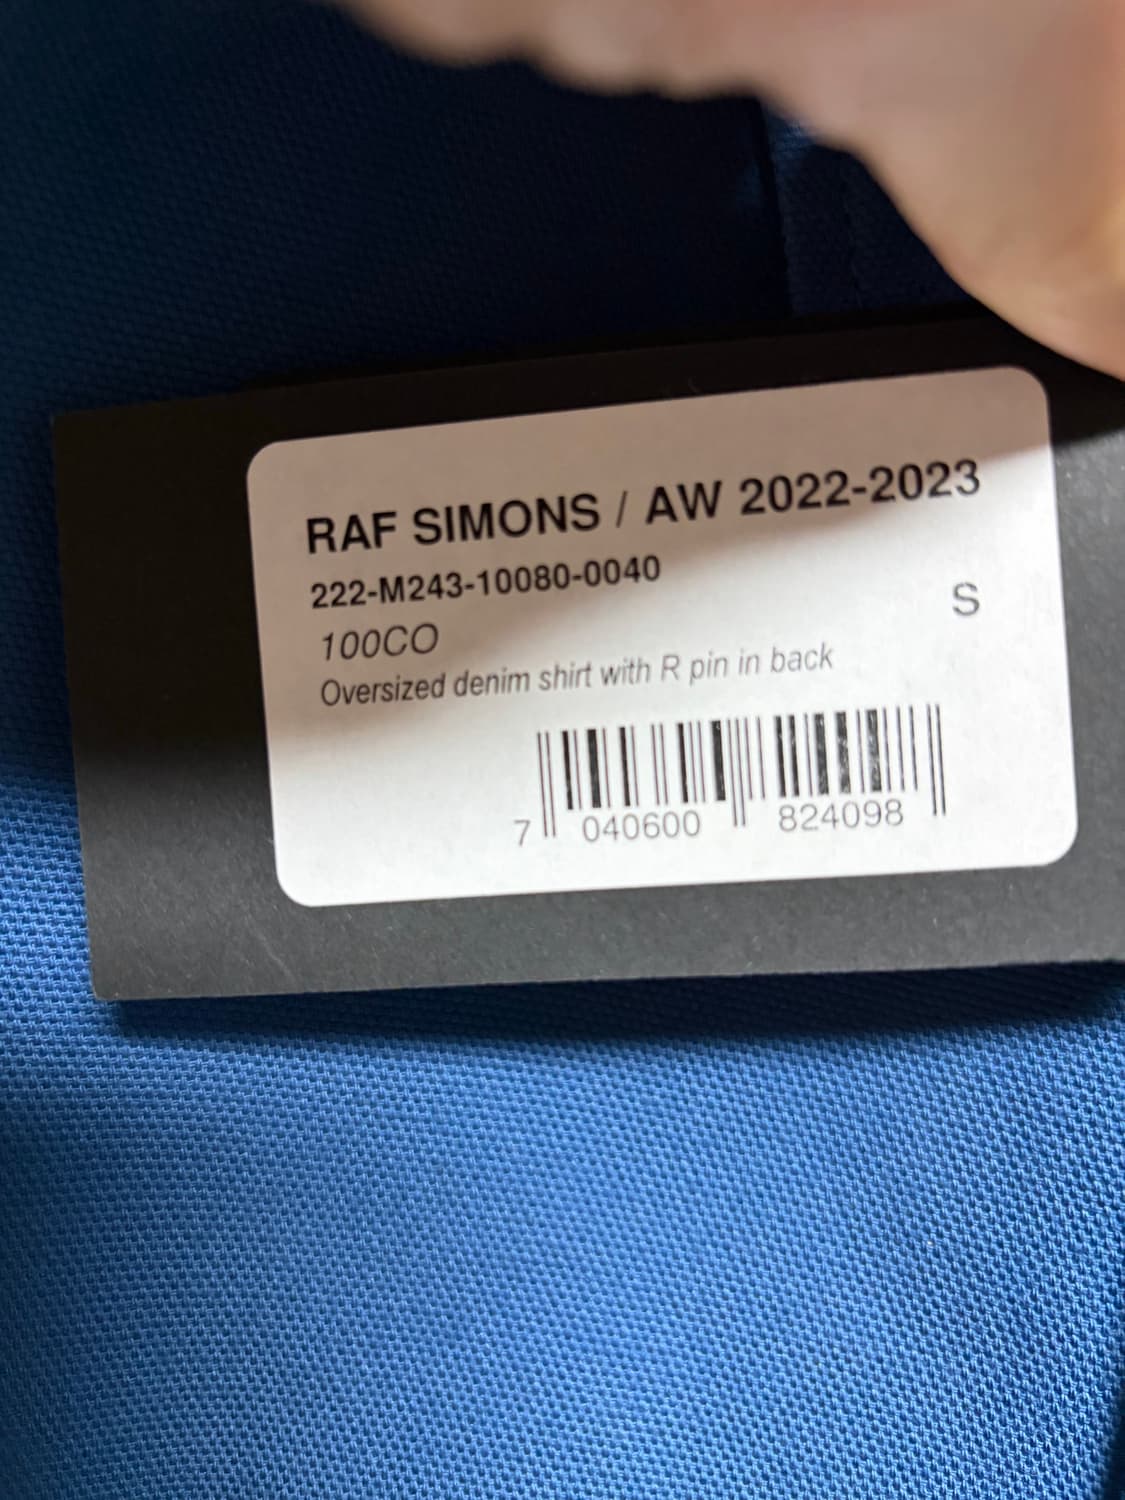 RAF SIMONS / AW 2022-2023
222-M243-10080-0040
S
100CO
Oversized denim shirt with R pin in back
7 040600 824098